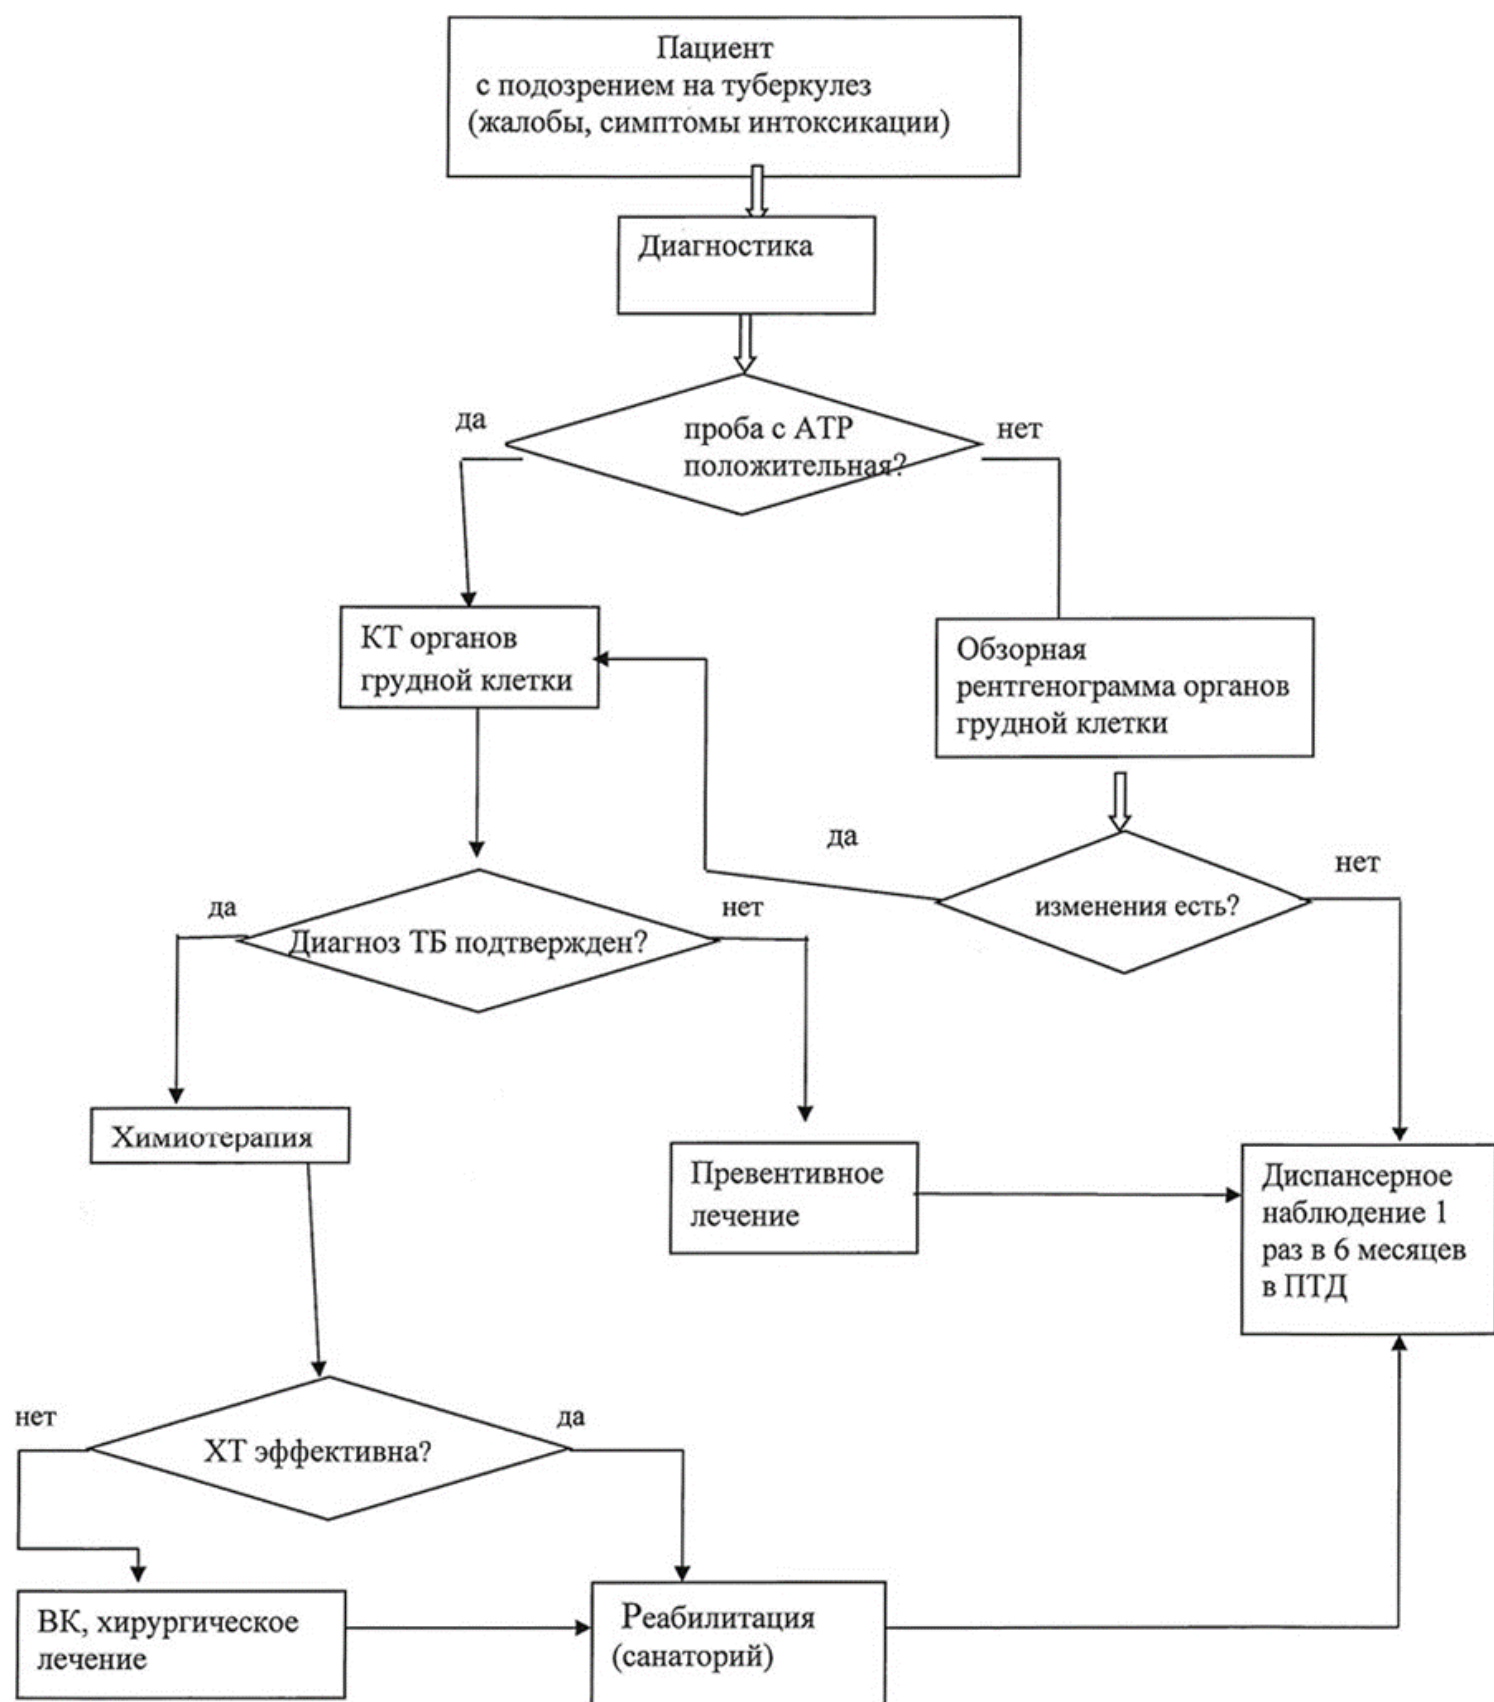 Пациент
с подозрением на туберкулез
(жалобы, симптомы интоксикации)
Диагностика
да
проба с АТР
положительная?
нет
КТ органов
грудной клетки
Обзорная
рентгенограмма органов
грудной клетки
да
изменения есть?
нет
да
Диагноз ТБ подтвержден?
нет
Химиотерапия
Превентивное
лечение
Диспансерное
наблюдение 1
раз в 6 месяцев
в ПТД
нет
ХТ эффективна?
да
ВК, хирургическое
лечение
Реабилитация
(санаторий)